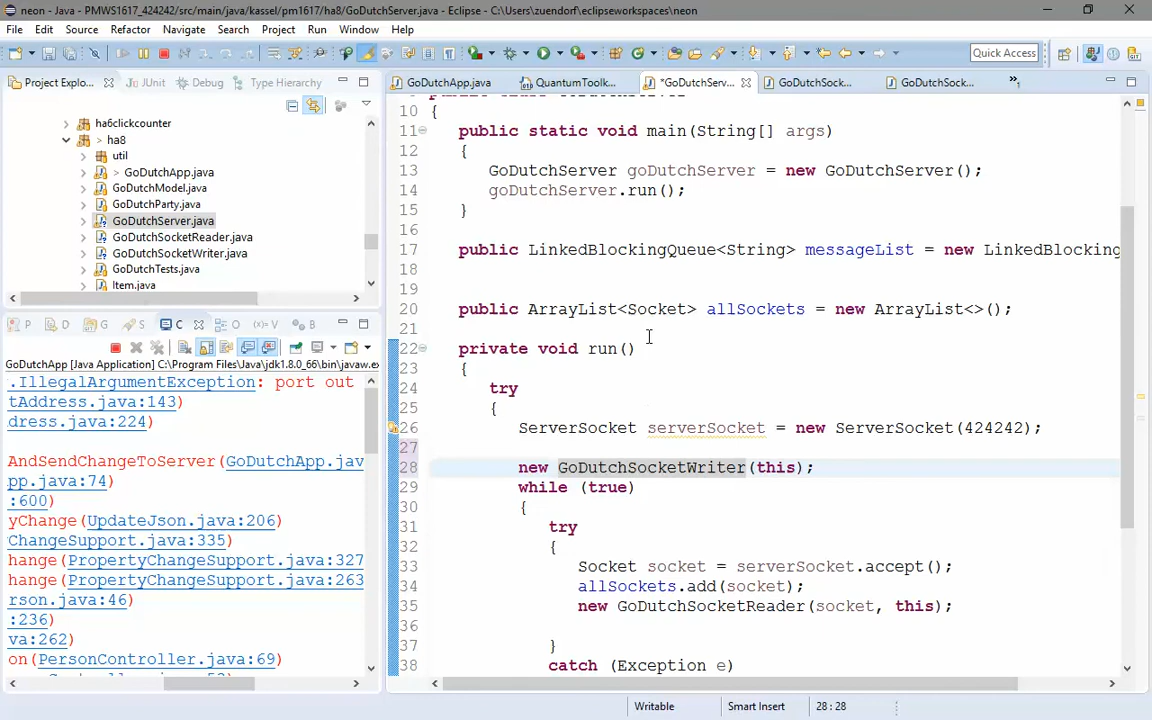 neon - Java - PMWS1617_424242/src/main/java/kassel/pm1617/ha8/GoDutchServer.java - Eclipse - C:\Users\zuendorf\eclipseworkspaces\neon
File Edit Source Refactor Navigate Search Project Run Window Help
Quick Access
Project Explo... JUnit Debug Type Hierarchy
ha6clickcounter
> ha8
util
> GoDutchApp.java
GoDutchModel.java
GoDutchParty.java
GoDutchServer.java
GoDutchSocketReader.java
GoDutchSocketWriter.java
GoDutchTests.java
Item.java
P D G S C O (x)= V B
GoDutchApp [Java Application] C:\Program Files\Java\jdk1.8.0_66\bin\javaw.ex
.IllegalArgumentException: port out
tAddress.java:143)
dress.java:224)
AndSendChangeToServer(GoDutchApp.jav
pp.java:74)
:600)
yChange(UpdateJson.java:206)
ChangeSupport.java:335)
hange(PropertyChangeSupport.java:327
hange(PropertyChangeSupport.java:263
rson.java:46)
:236)
va:262)
on(PersonController.java:69)
GoDutchApp.java QuantumToolk... *GoDutchServ... GoDutchSock... GoDutchSock... »1
10 {
11 public static void main(String[] args)
12 {
13 GoDutchServer goDutchServer = new GoDutchServer();
14 goDutchServer.run();
15 }
16
17 public LinkedBlockingQueue<String> messageList = new LinkedBlocking
18
19
20 public ArrayList<Socket> allSockets = new ArrayList<>();
21
22 private void run()
23 {
24 try
25 {
26 ServerSocket serverSocket = new ServerSocket(424242);
27
28 new GoDutchSocketWriter(this);
29 while (true)
30 {
31 try
32 {
33 Socket socket = serverSocket.accept();
34 allSockets.add(socket);
35 new GoDutchSocketReader(socket, this);
36
37 }
38 catch (Exception e)
Writable Smart Insert 28 : 28